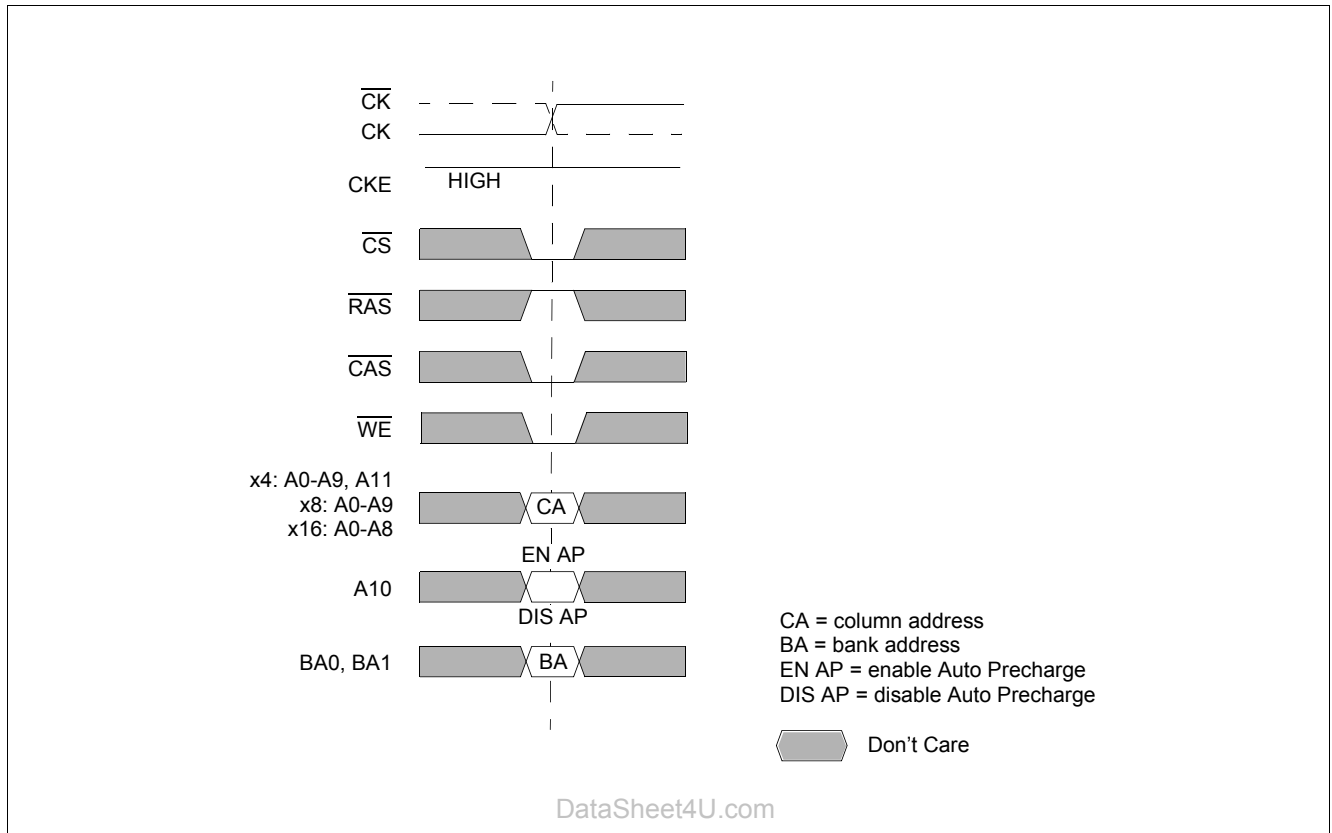 CK
CK
CKE
HIGH
CS
RAS
CAS
WE
x4: A0-A9, A11
x8: A0-A9
x16: A0-A8
CA
EN AP
A10
DIS AP
BA0, BA1
BA
CA = column address
BA = bank address
EN AP = enable Auto Precharge
DIS AP = disable Auto Precharge
Don't Care
DataSheet4U.com